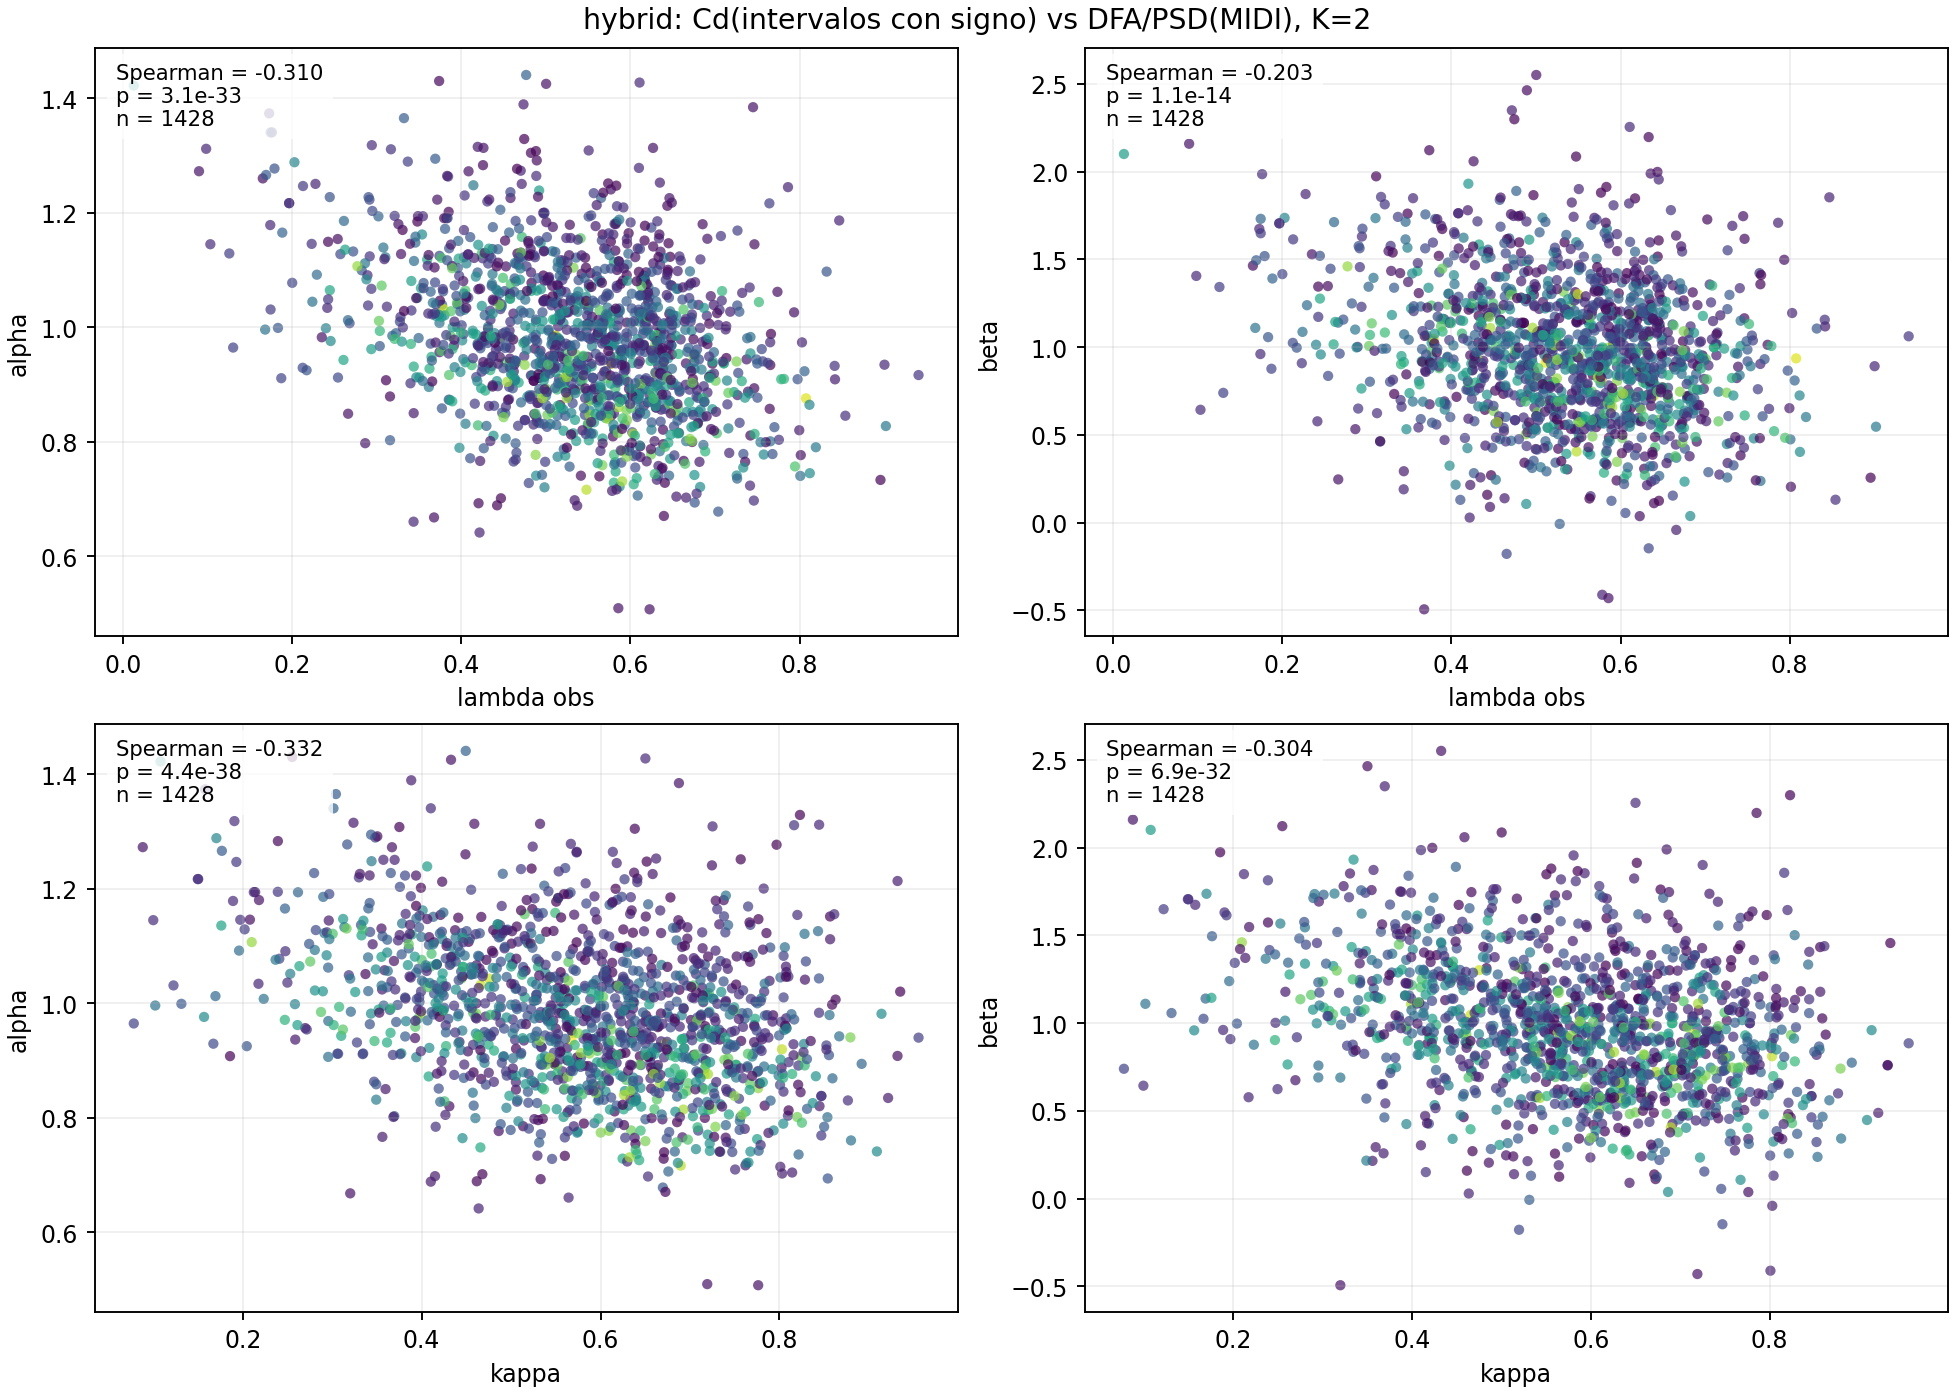 hybrid: Cd(intervalos con signo) vs DFA/PSD(MIDI), K=2
Spearman = -0.310
p = 3.1e-33
n = 1428
1.4
1.2
1.0
0.8
0.6
alpha
0.0 0.2 0.4 0.6 0.8
lambda obs
Spearman = -0.203
p = 1.1e-14
n = 1428
2.5
2.0
1.5
1.0
0.5
0.0
−0.5
beta
0.0 0.2 0.4 0.6 0.8
lambda obs
Spearman = -0.332
p = 4.4e-38
n = 1428
1.4
1.2
1.0
0.8
0.6
alpha
0.2 0.4 0.6 0.8
kappa
Spearman = -0.304
p = 6.9e-32
n = 1428
2.5
2.0
1.5
1.0
0.5
0.0
−0.5
beta
0.2 0.4 0.6 0.8
kappa